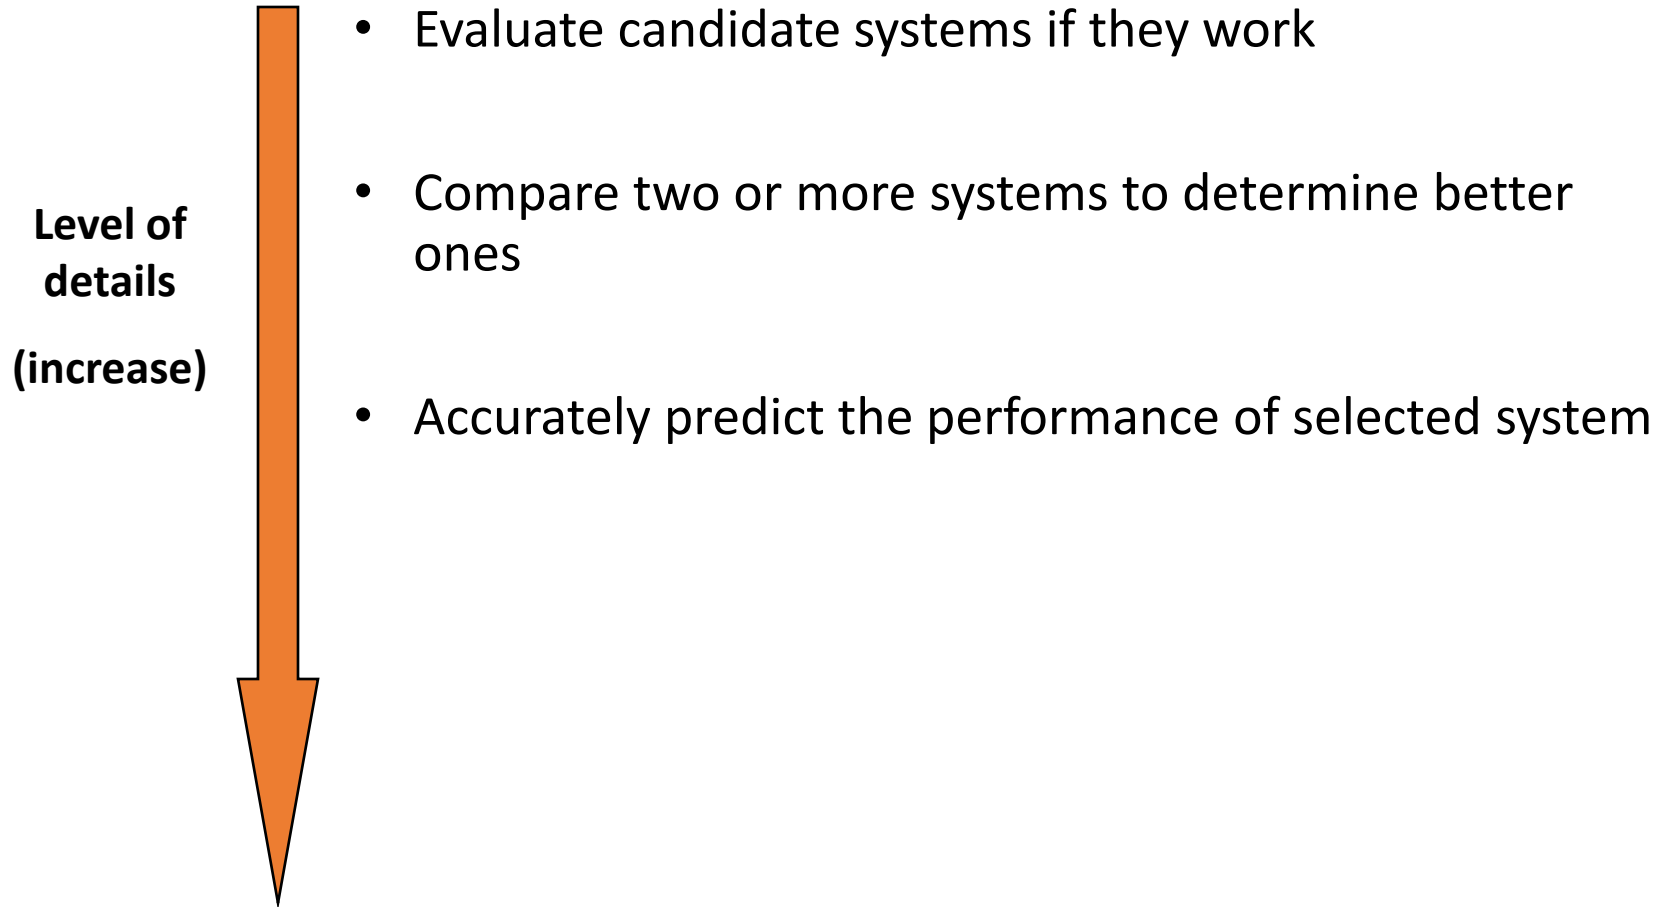 Level of
details
(increase)
• Evaluate candidate systems if they work
• Compare two or more systems to determine better
ones
• Accurately predict the performance of selected system